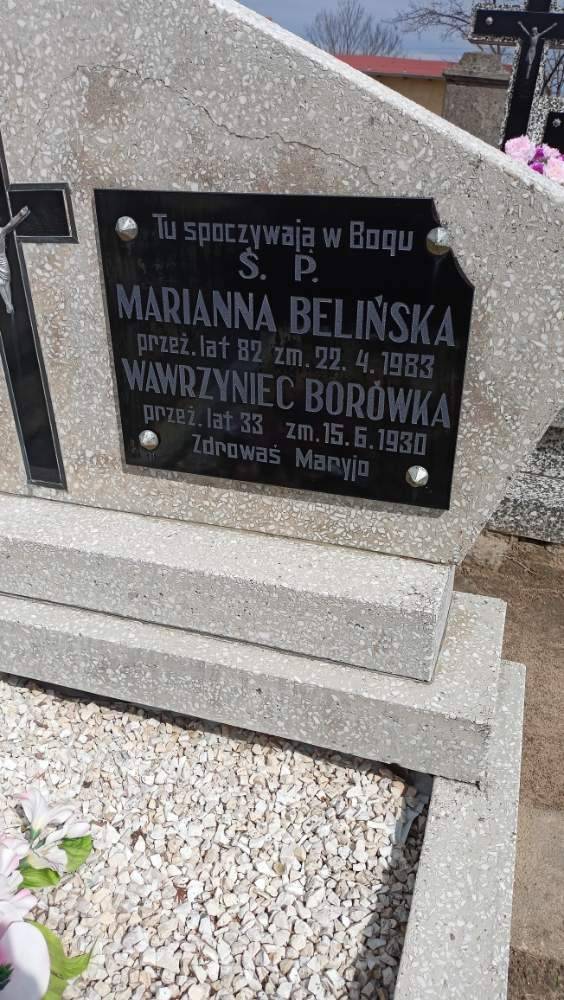 Tu spoczywają w Bogu
Ś. P.
MARIANNA BELIŃSKA
przeż. lat 82 zm. 22. 4. 1983
WAWRZYNIEC BORÓWKA
przeż. lat 33 zm. 15. 6. 1930
Zdrowaś Maryjo